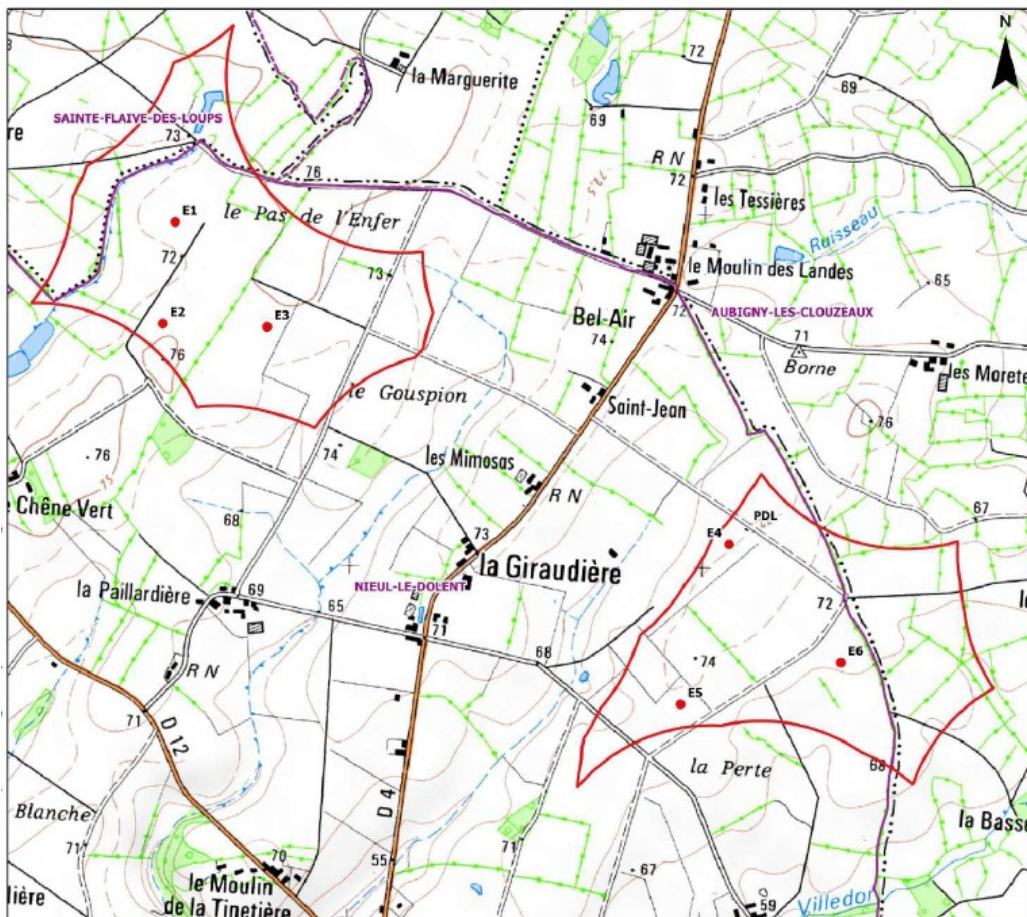 N
la Marguerite
72
69
69
SAINTE-FLAIVE-DES-LOUPS
73
76
R N
72
les Tessières
Ruisseau
E1
le Pas de l'Enfer
72
73
le Moulin des Landes
65
E2
E3
Bel-Air
72
AUBIGNY-LES-CLOUZEAUX
74
71
Borne
les Morete
76
le Gouspion
Saint-Jean
76
74
les Mimosas
76
75
Chêne Vert
68
R N
67
PDL
E4
73
la Giraudière
la Paillardière
69
65
NIEUL-LE-DOLENT
71
72
68
74
E6
R N
E5
71
D 12
la Perte
68
D 4
Blanche
71
71
la Basse
70
55
67
le Moulin
de la Tinetière
lière
59
Villedor